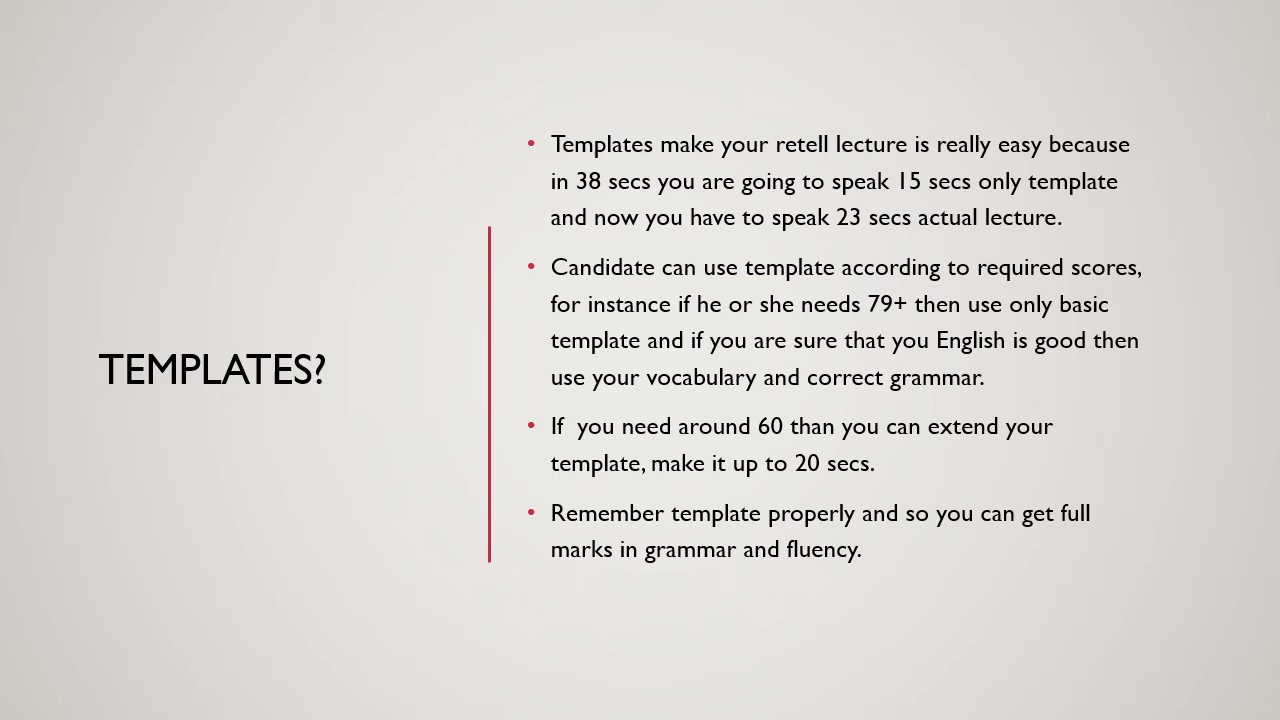 TEMPLATES?
• Templates make your retell lecture is really easy because
in 38 secs you are going to speak 15 secs only template
and now you have to speak 23 secs actual lecture.
• Candidate can use template according to required scores,
for instance if he or she needs 79+ then use only basic
template and if you are sure that you English is good then
use your vocabulary and correct grammar.
• If  you need around 60 than you can extend your
template, make it up to 20 secs.
• Remember template properly and so you can get full
marks in grammar and fluency.